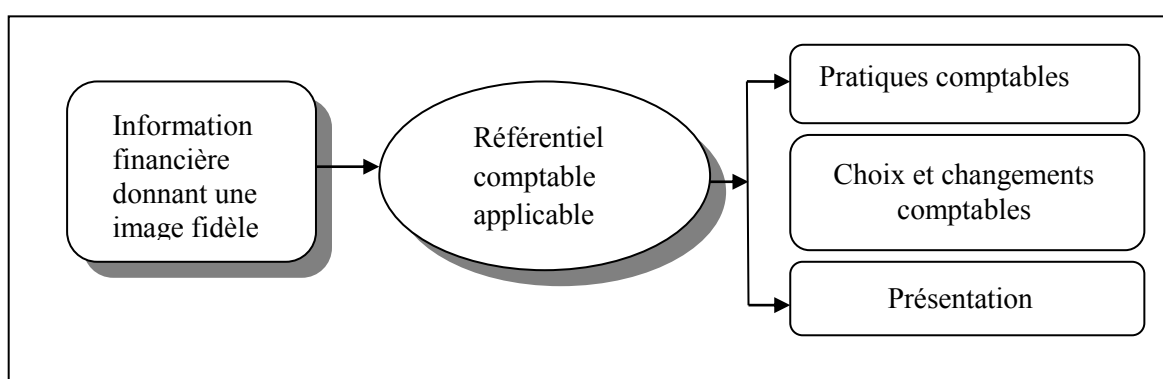 Information
financière
donnant une
image fidèle
Référentiel
comptable
applicable
Pratiques comptables
Choix et changements
comptables
Présentation